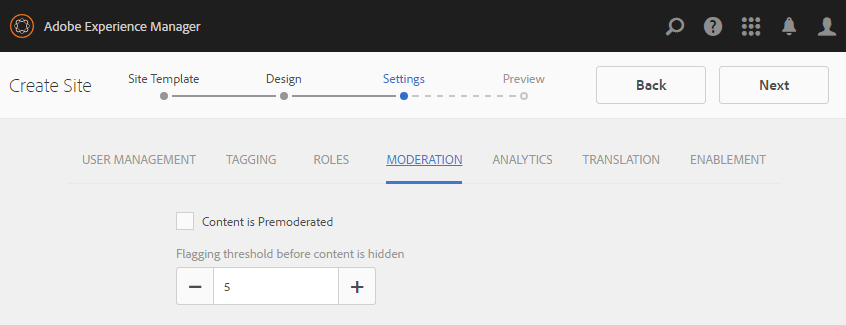 Adobe Experience Manager
Create Site
Site Template Design Settings Preview
Back Next
USER MANAGEMENT TAGGING ROLES MODERATION ANALYTICS TRANSLATION ENABLEMENT
Content is Premoderated
Flagging threshold before content is hidden
5